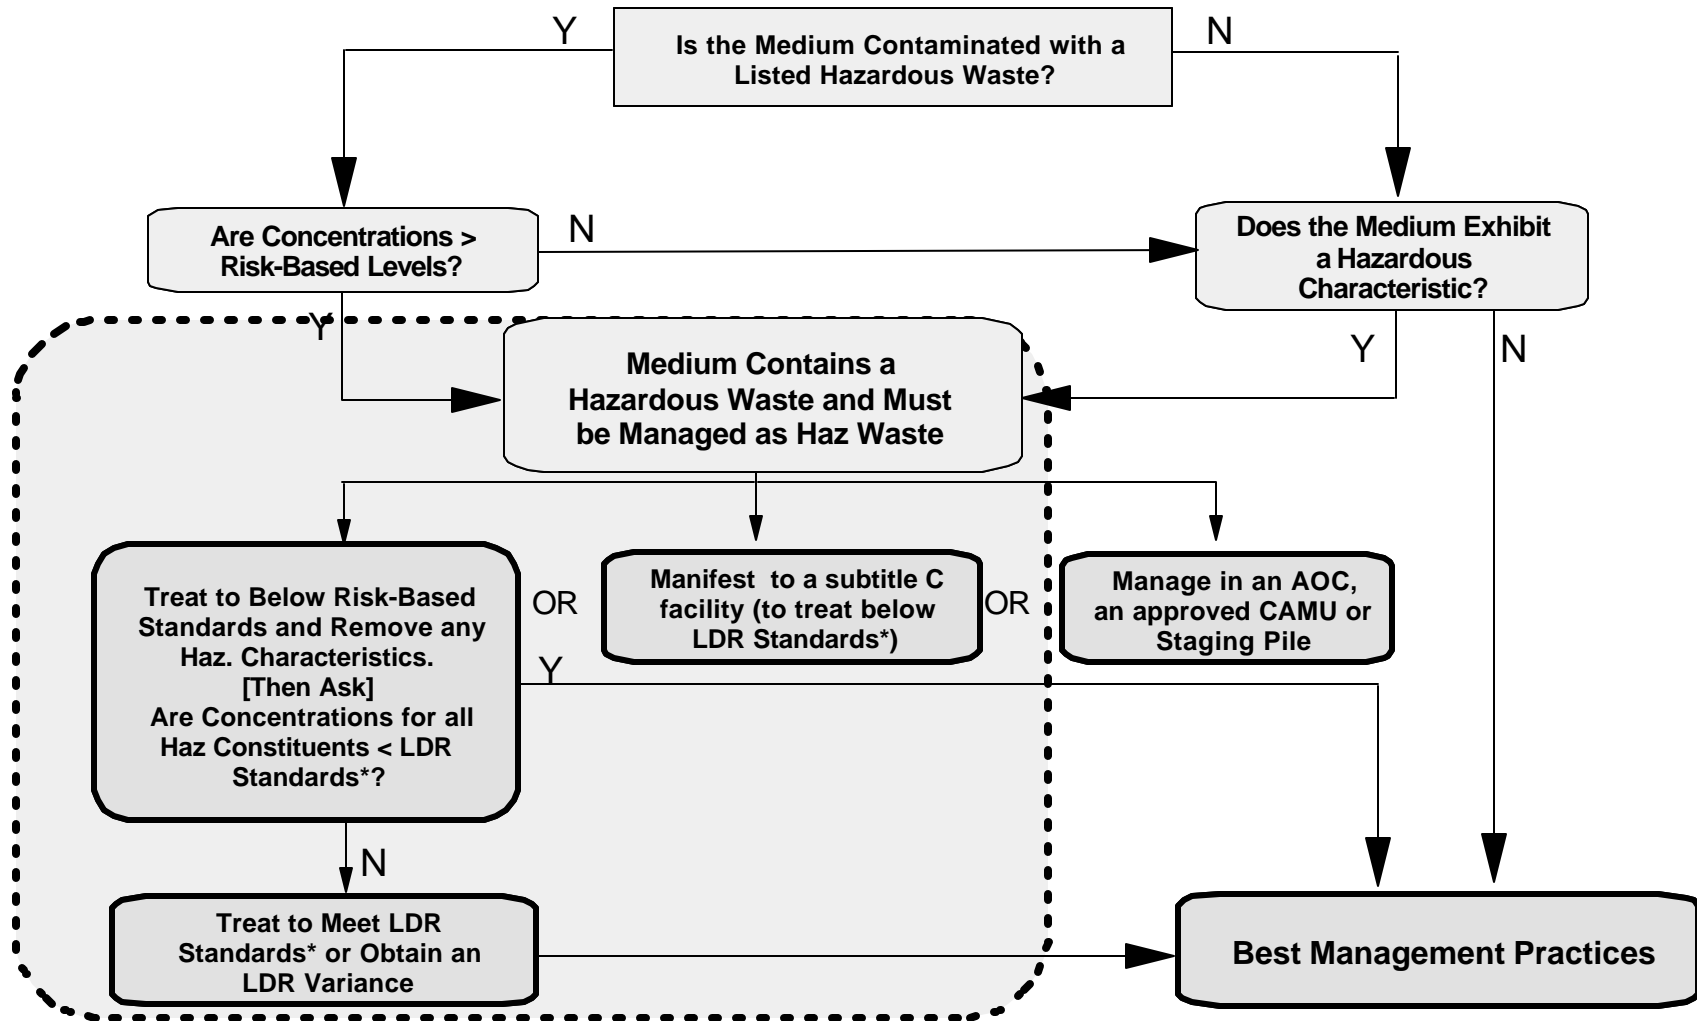 Y
Is the Medium Contaminated with a
Listed Hazardous Waste?
N
Are Concentrations >
Risk-Based Levels?
N
Does the Medium Exhibit
a Hazardous
Characteristic?
Y
Medium Contains a
Hazardous Waste and Must
be Managed as Haz Waste
Y
N
Treat to Below Risk-Based
Standards and Remove any
Haz. Characteristics.
[Then Ask]
Are Concentrations for all
Haz Constituents < LDR
Standards*?
OR
Manifest to a subtitle C
facility (to treat below
LDR Standards*)
OR
Manage in an AOC,
an approved CAMU or
Staging Pile
Y
N
Treat to Meet LDR
Standards* or Obtain an
LDR Variance
Best Management Practices